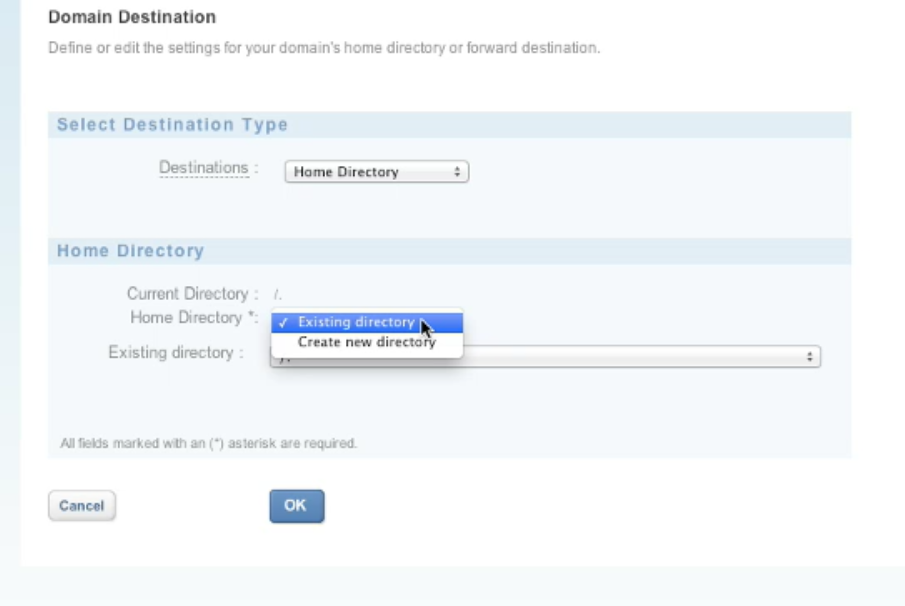 Domain Destination
Define or edit the settings for your domain's home directory or forward destination.
Select Destination Type
Destinations : Home Directory
Home Directory
Current Directory : /.
Home Directory *: ✓ Existing directory
Create new directory
Existing directory :
All fields marked with an (*) asterisk are required.
Cancel OK